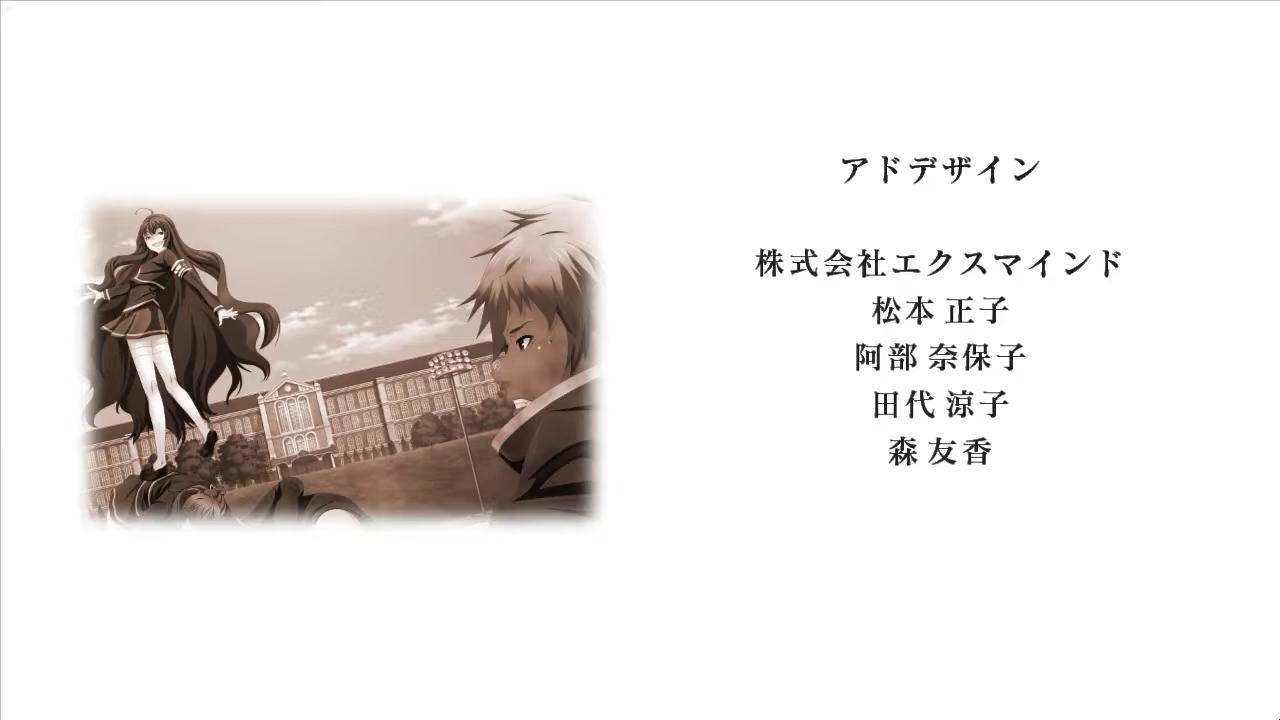 アドデザイン
株式会社エクスマインド
松本 正子
阿部 奈保子
田代 涼子
森 友香